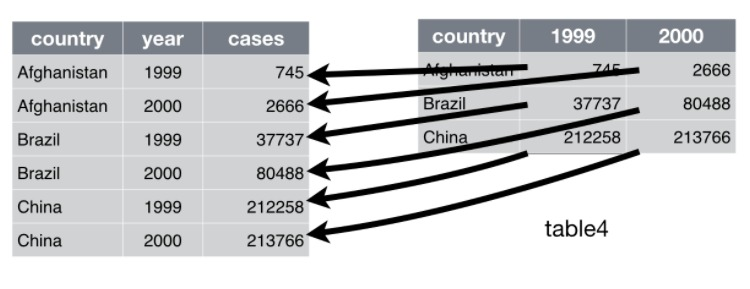 country year cases
Afghanistan 1999 745
Afghanistan 2000 2666
Brazil 1999 37737
Brazil 2000 80488
China 1999 212258
China 2000 213766
country 1999 2000
Afghanistan 745 2666
Brazil 37737 80488
China 212258 213766
table4